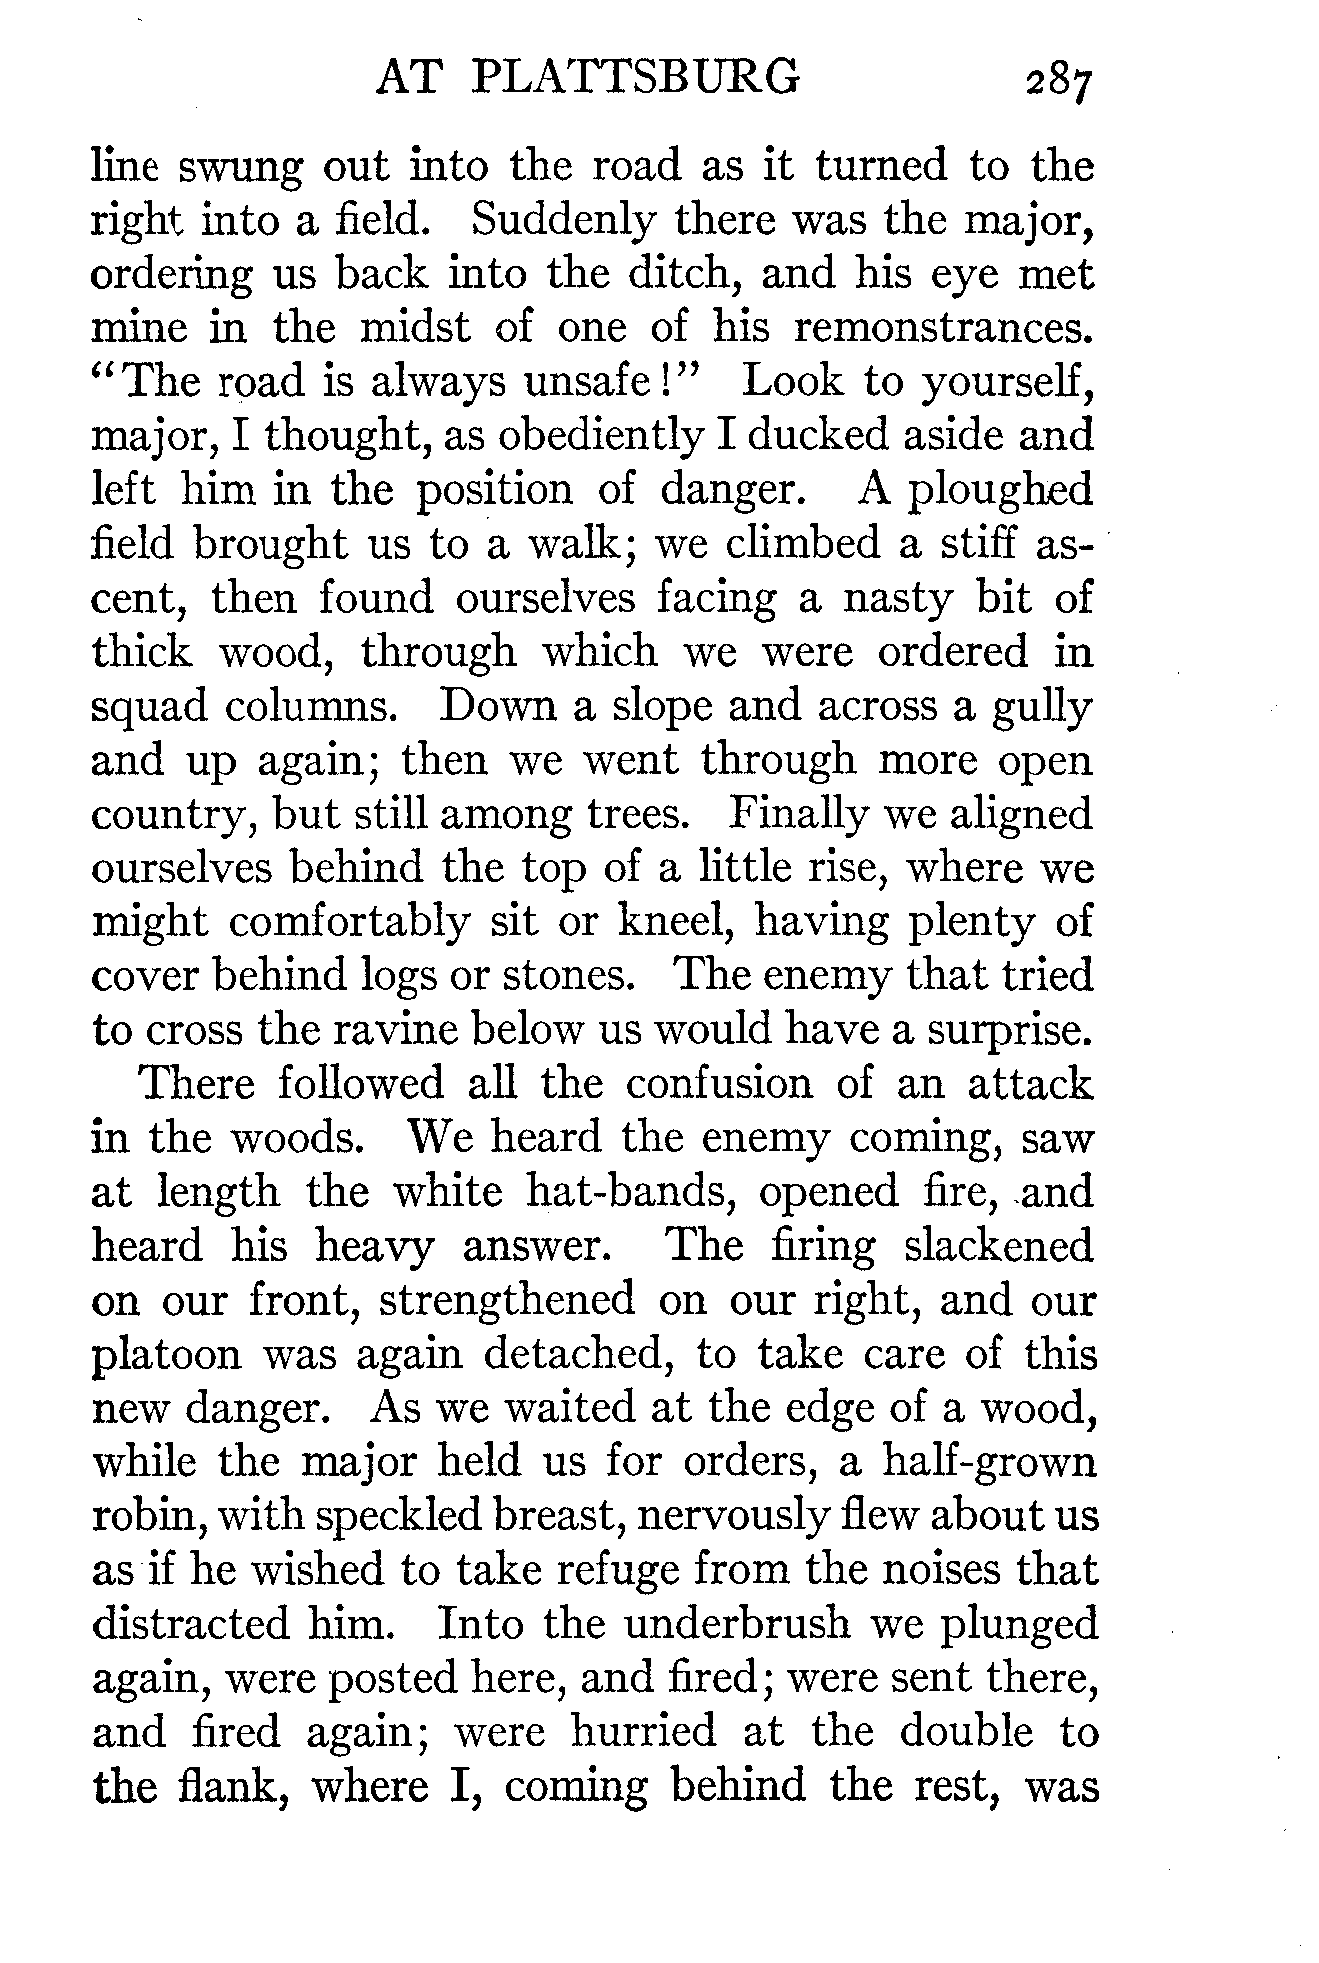 AT PLATTSBURG 287
line swung out into the road as it turned to the
right into a field. Suddenly there was the major,
ordering us back into the ditch, and his eye met
mine in the midst of one of his remonstrances.
“The road is always unsafe!” Look to yourself,
major, I thought, as obediently I ducked aside and
left him in the position of danger. A ploughed
field brought us to a walk; we climbed a stiff as-
cent, then found ourselves facing a nasty bit of
thick wood, through which we were ordered in
squad columns. Down a slope and across a gully
and up again; then we went through more open
country, but still among trees. Finally we aligned
ourselves behind the top of a little rise, where we
might comfortably sit or kneel, having plenty of
cover behind logs or stones. The enemy that tried
to cross the ravine below us would have a surprise.
There followed all the confusion of an attack
in the woods. We heard the enemy coming, saw
at length the white hat-bands, opened fire, and
heard his heavy answer. The firing slackened
on our front, strengthened on our right, and our
platoon was again detached, to take care of this
new danger. As we waited at the edge of a wood,
while the major held us for orders, a half-grown
robin, with speckled breast, nervously flew about us
as if he wished to take refuge from the noises that
distracted him. Into the underbrush we plunged
again, were posted here, and fired; were sent there,
and fired again; were hurried at the double to
the flank, where I, coming behind the rest, was